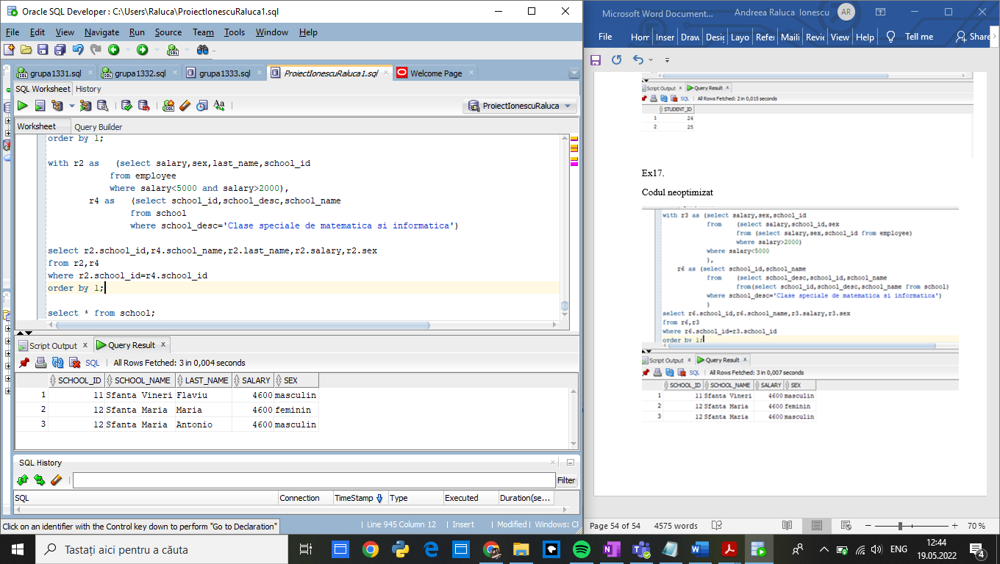 Oracle SQL Developer : C:\Users\Raluca\ProiectIonescuRaluca1.sql
File Edit View Navigate Run Source Team Tools Window Help
grupa1331.sql grupa1332.sql grupa1333.sql ProiectIonescuRaluca1.sql Welcome Page
SQL Worksheet History
ProiectIonescuRaluca
Worksheet Query Builder
order by 1;
with r2 as (select salary,sex,last_name,school_id
from employee
where salary<5000 and salary>2000),
r4 as (select school_id,school_desc,school_name
from school
where school_desc='Clase speciale de matematica si informatica')
select r2.school_id,r4.school_name,r2.last_name,r2.salary,r2.sex
from r2,r4
where r2.school_id=r4.school_id
order by 1;
select * from school;
Script Output Query Result
SQL All Rows Fetched: 3 in 0,004 seconds
SCHOOL_ID SCHOOL_NAME LAST_NAME SALARY SEX
1 11 Sfanta Vineri Flaviu 4600 masculin
2 12 Sfanta Maria Maria 4600 feminin
3 12 Sfanta Maria Antonio 4600 masculin
SQL History
Filter
SQL Connection TimeStamp Type Executed Duration(se...
Click on an identifier with the Control key down to perform "Go to Declaration"
Line 945 Column 12 Insert Modified Windows: CR
Microsoft Word Document... Andreea Raluca Ionescu AR
File Hom Inser Draw Desig Layo Refer Maili Revie View Help Tell me Share
Script Output Query Result
SQL All Rows Fetched: 2 in 0,015 seconds
STUDENT_ID
1 24
2 25
Ex17.
Codul neoptimizat
with r3 as (select salary,sex,school_id
from (select salary,school_id,sex
from (select salary,sex,school_id from employee)
where salary>2000)
where salary<5000
),
r6 as (select school_id,school_name
from (select school_desc,school_id,school_name
from(select school_id,school_desc,school_name from school)
where school_desc='Clase speciale de matematica si informatica')
)
select r6.school_id,r6.school_name,r3.salary,r3.sex
from r6,r3
where r6.school_id=r3.school_id
order by 1;
Script Output Query Result
SQL All Rows Fetched: 3 in 0,007 seconds
SCHOOL_ID SCHOOL_NAME SALARY SEX
1 11 Sfanta Vineri 4600 masculin
2 12 Sfanta Maria 4600 feminin
3 12 Sfanta Maria 4600 masculin
Page 54 of 54 4575 words 70 %
Tastați aici pentru a căuta
ENG 12:44
19.05.2022
4